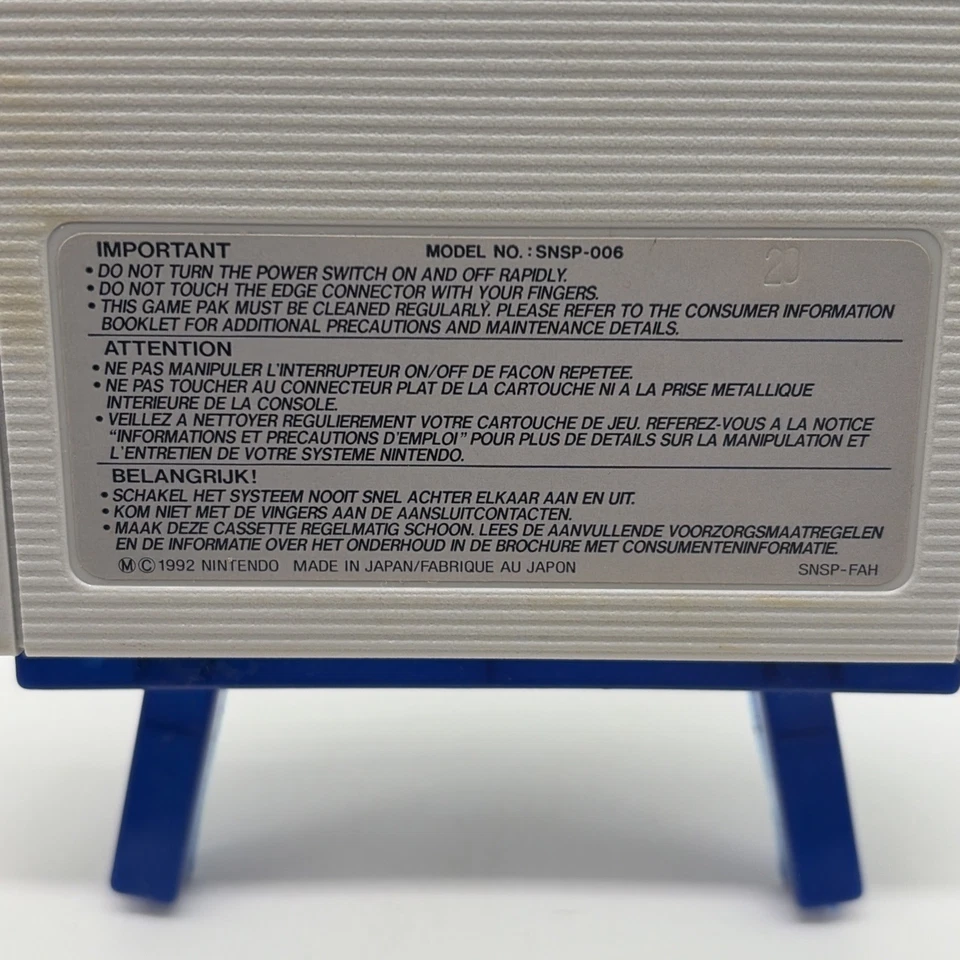 IMPORTANT MODEL NO.: SNSP-006
20
• DO NOT TURN THE POWER SWITCH ON AND OFF RAPIDLY.
• DO NOT TOUCH THE EDGE CONNECTOR WITH YOUR FINGERS.
• THIS GAME PAK MUST BE CLEANED REGULARLY. PLEASE REFER TO THE CONSUMER INFORMATION
BOOKLET FOR ADDITIONAL PRECAUTIONS AND MAINTENANCE DETAILS.
ATTENTION
• NE PAS MANIPULER L'INTERRUPTEUR ON/OFF DE FACON REPETEE.
• NE PAS TOUCHER AU CONNECTEUR PLAT DE LA CARTOUCHE NI A LA PRISE METALLIQUE
INTERIEURE DE LA CONSOLE.
• VEILLEZ A NETTOYER REGULIEREMENT VOTRE CARTOUCHE DE JEU. REFEREZ-VOUS A LA NOTICE
"INFORMATIONS ET PRECAUTIONS D'EMPLOI" POUR PLUS DE DETAILS SUR LA MANIPULATION ET
L'ENTRETIEN DE VOTRE SYSTEME NINTENDO.
BELANGRIJK!
• SCHAKEL HET SYSTEEM NOOIT SNEL ACHTER ELKAAR AAN EN UIT.
• KOM NIET MET DE VINGERS AAN DE AANSLUITCONTACTEN.
• MAAK DEZE CASSETTE REGELMATIG SCHOON. LEES DE AANVULLENDE VOORZORGSMAATREGELEN
EN DE INFORMATIE OVER HET ONDERHOUD IN DE BROCHURE MET CONSUMENTENINFORMATIE.
Ⓜ©1992 NINTENDO MADE IN JAPAN/FABRIQUE AU JAPON SNSP-FAH